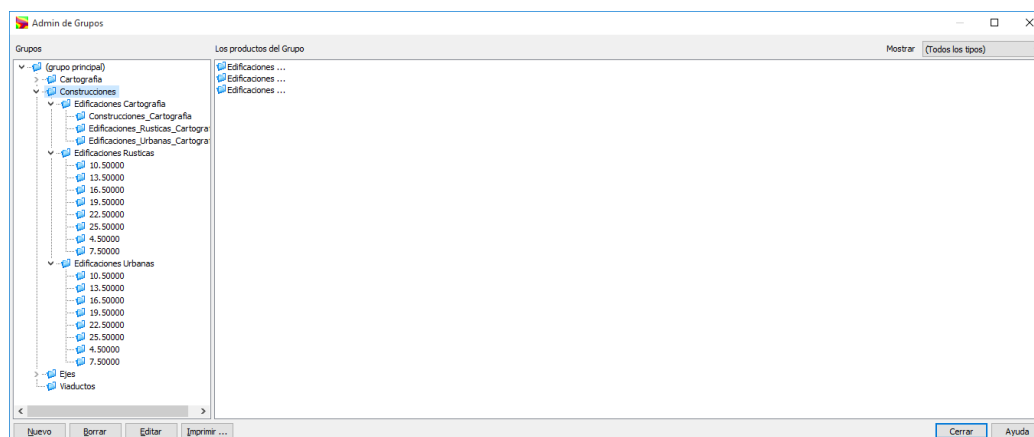 Admin de Grupos
Grupos
Los productos del Grupo
Mostrar (Todos los tipos)
(grupo principal)
Cartografia
Construcciones
Edificaciones Cartografia
Construcciones_Cartografia
Edificaciones_Rusticas_Cartogra
Edificaciones_Urbanas_Cartogra
Edificaciones Rusticas
10.50000
13.50000
16.50000
19.50000
22.50000
25.50000
4.50000
7.50000
Edificaciones Urbanas
10.50000
13.50000
16.50000
19.50000
22.50000
25.50000
4.50000
7.50000
Ejes
Viaductos
Edificaciones ...
Edificaciones ...
Edificaciones ...
Nuevo Borrar Editar Imprimir ... Cerrar Ayuda